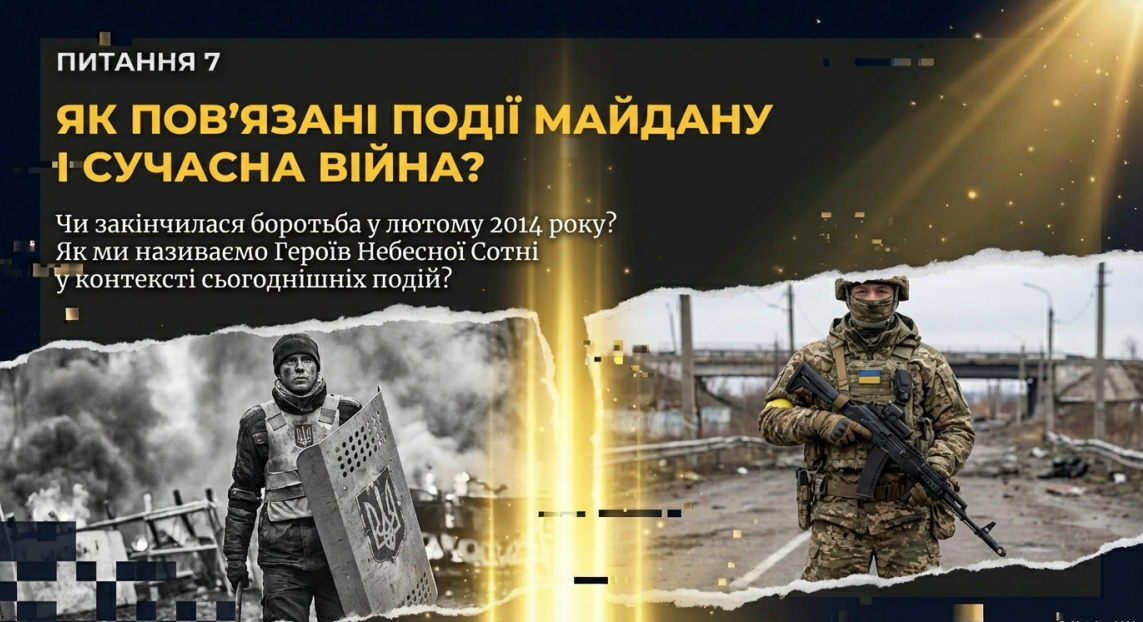 ПИТАННЯ 7
ЯК ПОВ’ЯЗАНІ ПОДІЇ МАЙДАНУ
І СУЧАСНА ВІЙНА?
Чи закінчилася боротьба у лютому 2014 року?
Як ми називаємо Героїв Небесної Сотні
у контексті сьогоднішніх подій?